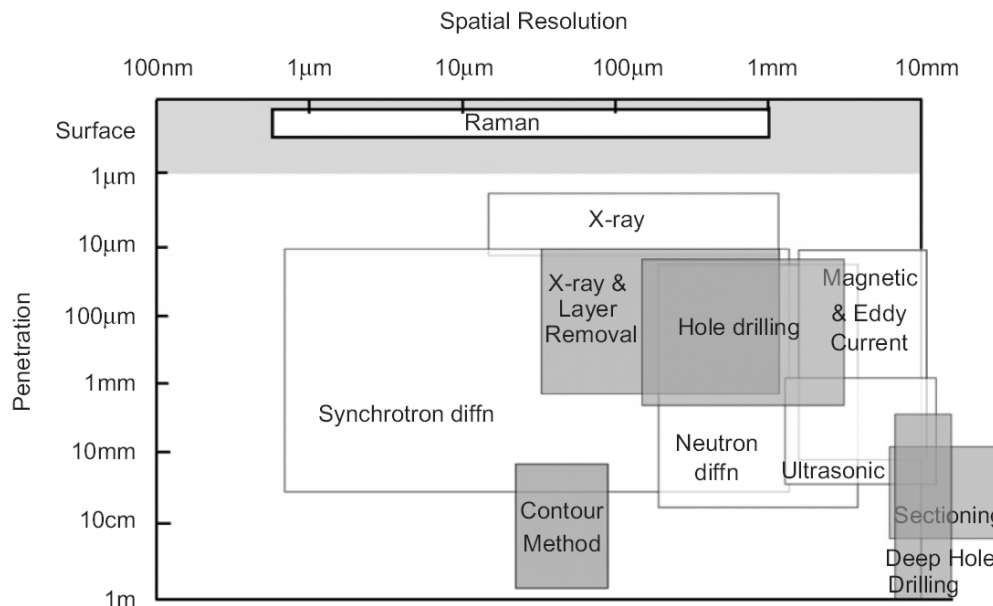 Spatial Resolution
100nm 1μm 10μm 100μm 1mm 10mm
Surface
Raman
1μm
X-ray
10μm
X-ray &
Layer
Removal
Hole drilling
Magnetic
& Eddy
Current
100μm
1mm
Penetration
Synchrotron diffn
Neutron
diffn
Ultrasonic
10mm
Contour
Method
Sectioning
10cm
Deep Hole
Drilling
1m